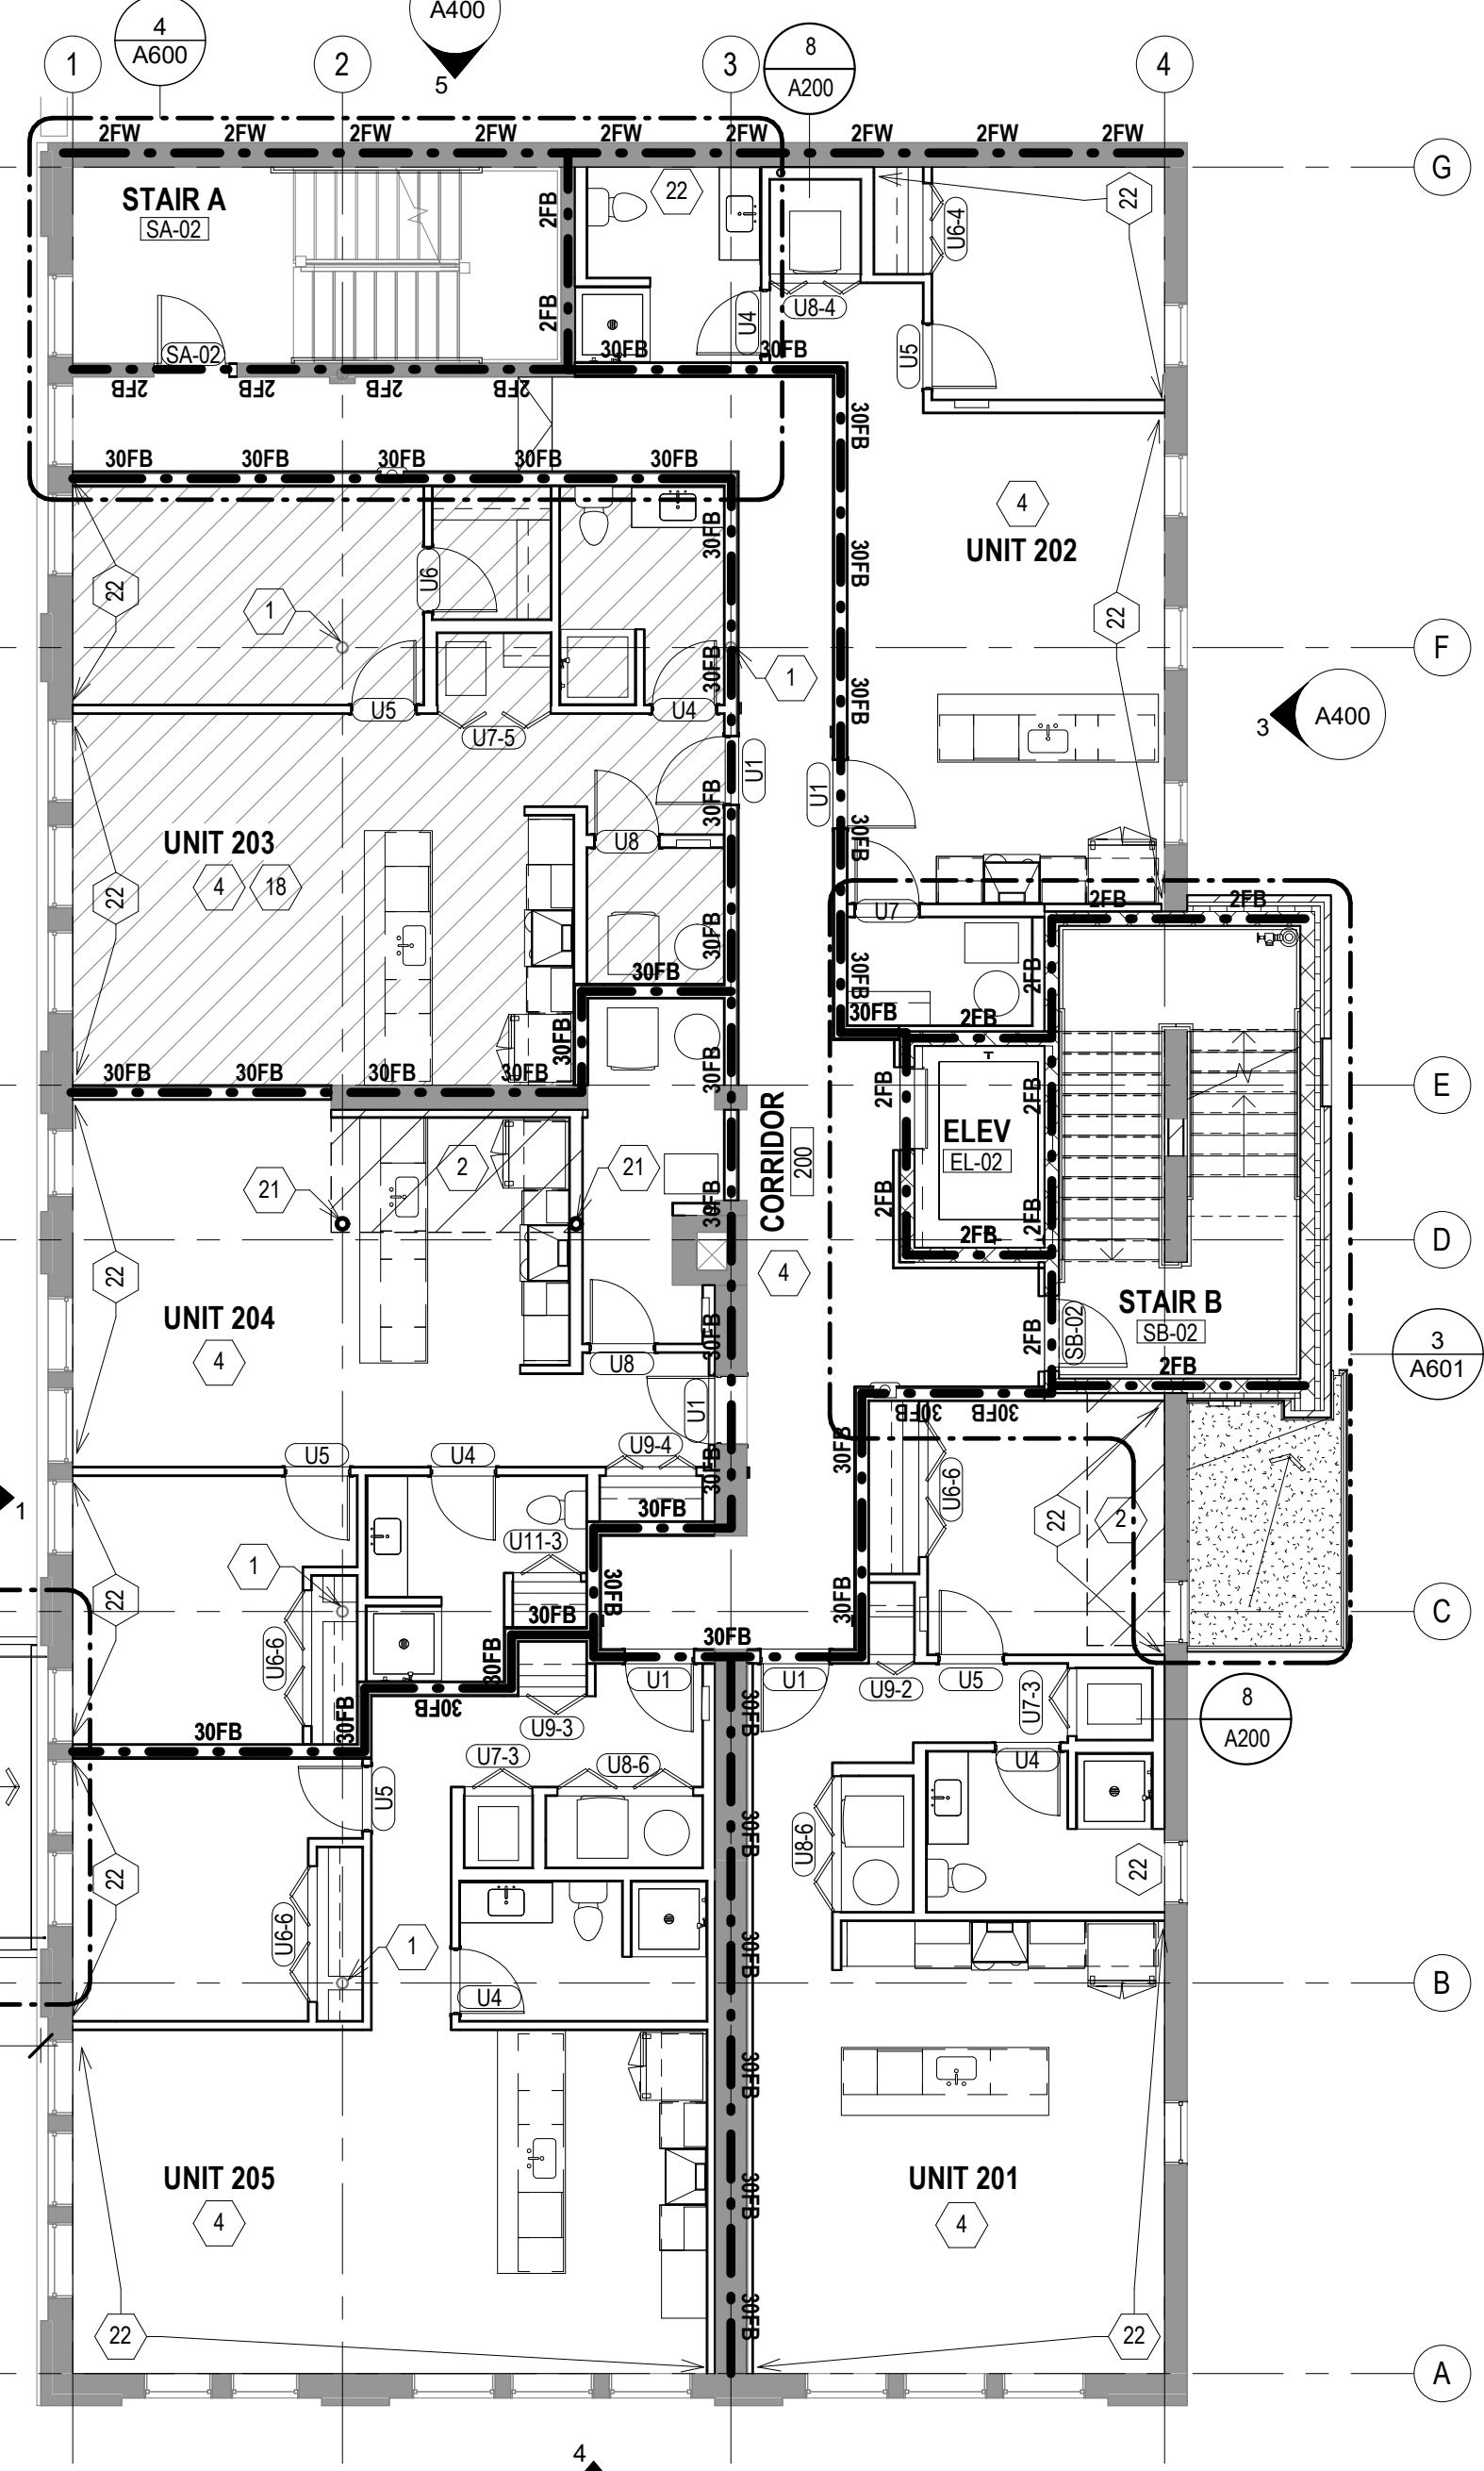 4
A600
A400
5
8
A200
1
2
3
4
2FW 2FW 2FW 2FW 2FW 2FW 2FW 2FW 2FW
G
STAIR A
SA-02
2FB
2FB
22
U6-4
22
U8-4
U4
U5
SA-02
30FB 30FB
2FB 2FB 2FB 2FB
30FB 30FB 30FB 30FB 30FB
30FB
30FB
4
UNIT 202
30FB
22
1
U6
22
F
30FB
1
30FB
U5
U4
U7-5
3
A400
U1
U1
30FB
UNIT 203
4
18
22
U8
30FB
30FB
U7
2FB 2FB
30FB
30FB
30FB
30FB
2FB
2FB
30FB
30FB
30FB 30FB 30FB 30FB
2FB
2FB
E
ELEV
EL-02
CORRIDOR
200
2
21
21
2FB
2FB
2FB
30FB
D
22
4
UNIT 204
4
30FB
STAIR B
SB-02
SB-02
2FB
2FB
3
A601
U8
U1
30FB 30FB
U5
U4
U9-4
30FB
30FB
U6-6
1
30FB
22
2
U11-3
1
22
30FB
30FB
30FB
C
U6-6
30FB
30FB
U1
U1
U9-2
U5
U7-3
30FB
30FB
30FB
30FB
U9-3
30FB
8
A200
U7-3
U8-6
U4
U5
22
30FB
U8-6
22
U6-6
1
30FB
B
U4
30FB
UNIT 205
4
30FB
UNIT 201
4
22
30FB
22
A
4